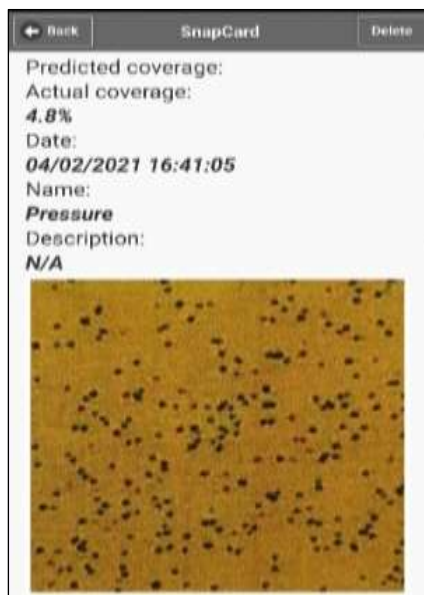 Back SnapCard Delete
Predicted coverage:
Actual coverage:
4.8%
Date:
04/02/2021 16:41:05
Name:
Pressure
Description:
N/A